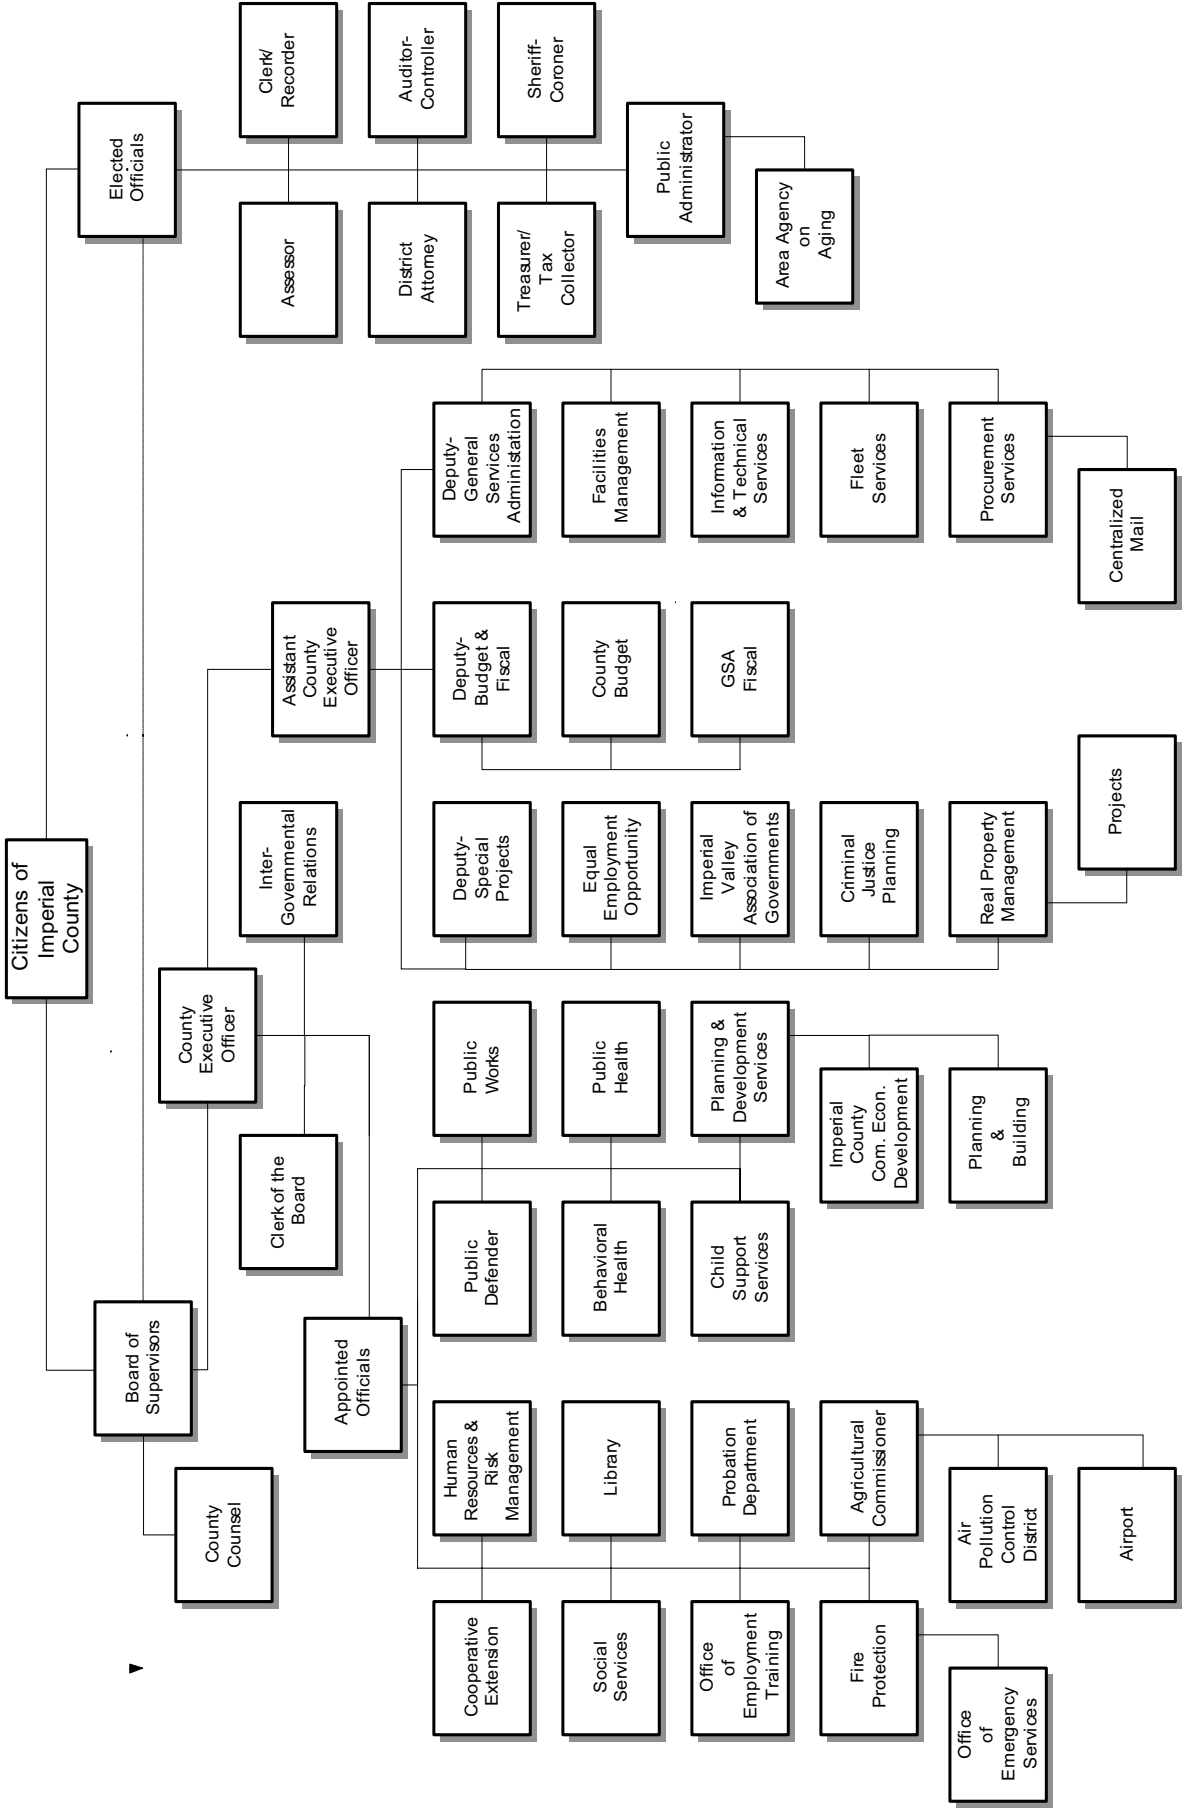 Citizens of
Imperial
County
Board of
Supervisors
Elected
Officials
County
Counsel
County
Executive
Officer
Clerk of the
Board
Inter-
Governmental
Relations
Assistant
County
Executive
Officer
Appointed
Officials
Assessor
Clerk/
Recorder
District
Attorney
Auditor-
Controller
Treasurer/
Tax
Collector
Sheriff-
Coroner
Public
Administrator
Area Agency
on
Aging
Cooperative
Extension
Human
Resources &
Risk
Management
Social
Services
Library
Office
of
Employment
Training
Probation
Department
Fire
Protection
Agricultural
Commissioner
Office
of
Emergency
Services
Air
Pollution
Control
District
Airport
Public
Defender
Public
Works
Behavioral
Health
Public
Health
Child
Support
Services
Planning &
Development
Services
Imperial
County
Com. Econ.
Development
Planning
&
Building
Deputy-
Special
Projects
Equal
Employment
Opportunity
Imperial
Valley
Association of
Governments
Criminal
Justice
Planning
Real Property
Management
Projects
Deputy-
Budget &
Fiscal
County
Budget
GSA
Fiscal
Deputy-
General
Services
Administation
Facilities
Management
Information
& Technical
Services
Fleet
Services
Procurement
Services
Centralized
Mail